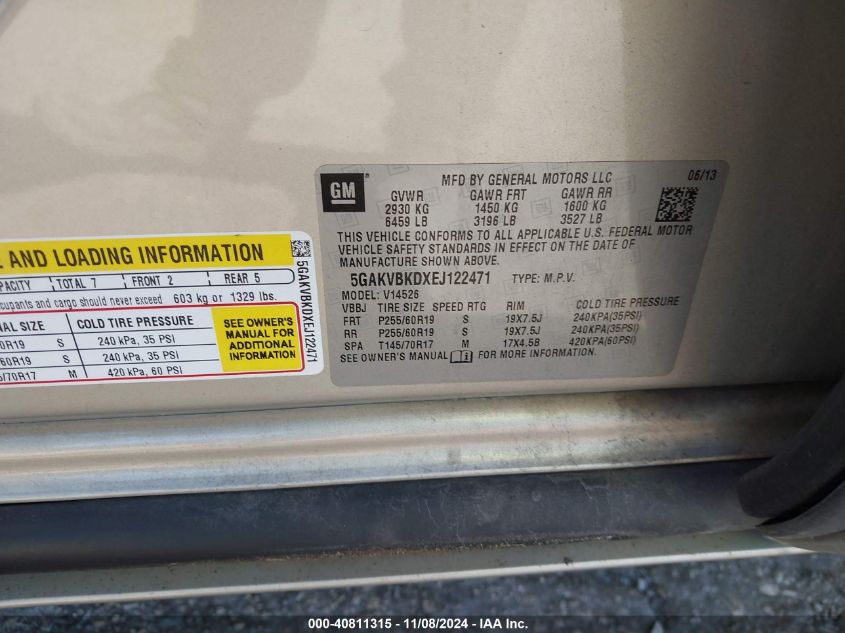 GM
MFD BY GENERAL MOTORS LLC 06/13
GVWR GAWR FRT GAWR RR
2930 KG 1450 KG 1600 KG
6459 LB 3196 LB 3527 LB
THIS VEHICLE CONFORMS TO ALL APPLICABLE U.S. FEDERAL MOTOR
VEHICLE SAFETY STANDARDS IN EFFECT ON THE DATE OF
MANUFACTURE SHOWN ABOVE.
5GAKVBKDXEJ122471 TYPE: M.P.V.
MODEL: V14526
VBBJ TIRE SIZE SPEED RTG RIM
FRT P255/60R19 S 19X7.5J 240KPA(35PSI)
RR P255/60R19 S 19X7.5J 240KPA(35PSI)
SPA T145/70R17 M 17X4.5B 420KPA(60PSI)
SEE OWNER'S MANUAL FOR MORE INFORMATION.
AND LOADING INFORMATION
TOTAL 7 FRONT 2 REAR 5
and cargo should never exceed 603 kg or 1329 lbs.
SIZE COLD TIRE PRESSURE
0R19 S 240 kPa, 35 PSI
60R19 S 240 kPa, 35 PSI
/70R17 M 420 kPa, 60 PSI
SEE OWNER'S
MANUAL FOR
ADDITIONAL
INFORMATION
5GAKVBKDXEJ122471
000-40811315 - 11/08/2024 - IAA Inc.